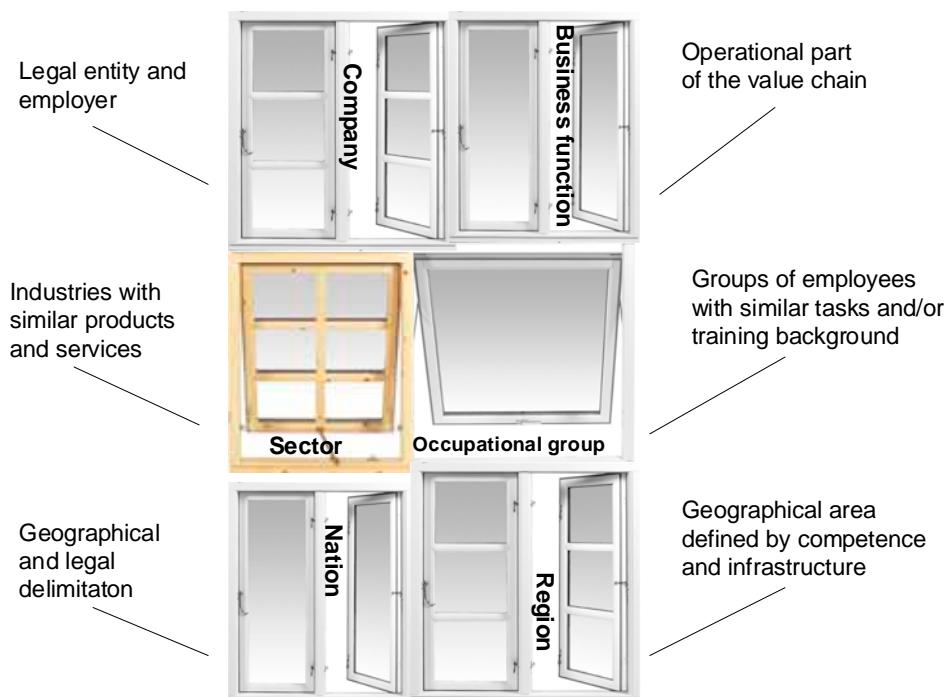 Legal entity and
employer
Company
Business function
Operational part
of the value chain
Industries with
similar products
and services
Sector
Occupational group
Groups of employees
with similar tasks and/or
training background
Geographical
and legal
delimitaton
Nation
Region
Geographical area
defined by competence
and infrastructure